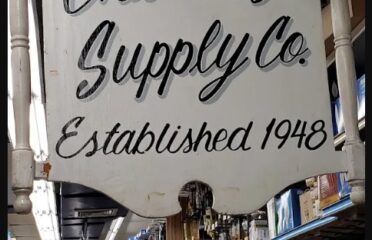 Supply Co.
Established 1948